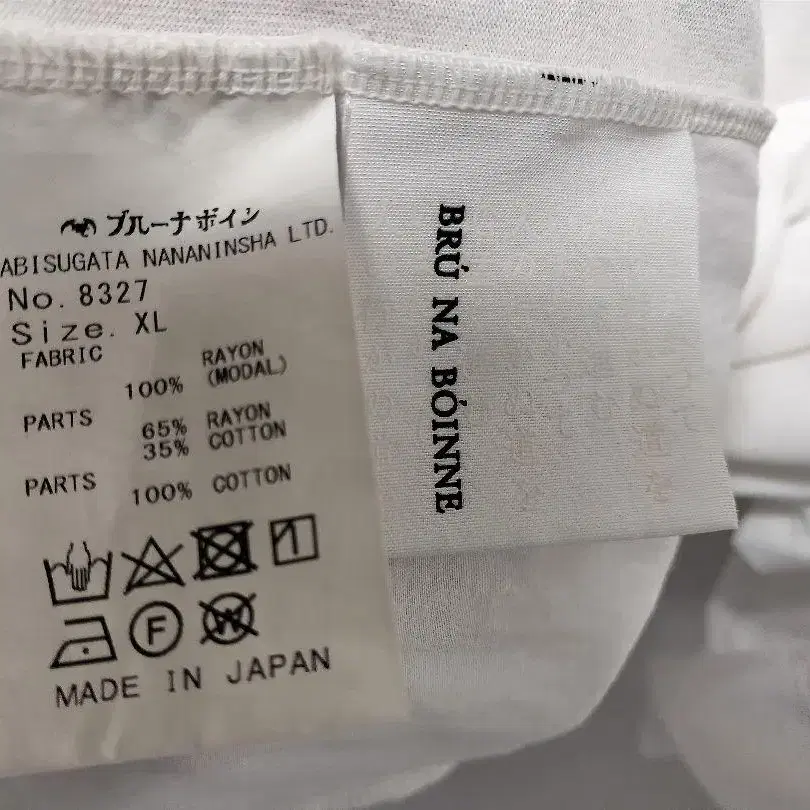 ブルーナボイン
ABISUGATA NANANINSHA LTD.
No. 8327
Size. XL
FABRIC
100% RAYON (MODAL)
PARTS
65% RAYON
35% COTTON
PARTS
100% COTTON
F
W
MADE IN JAPAN
BRÚ NA BÓINNE